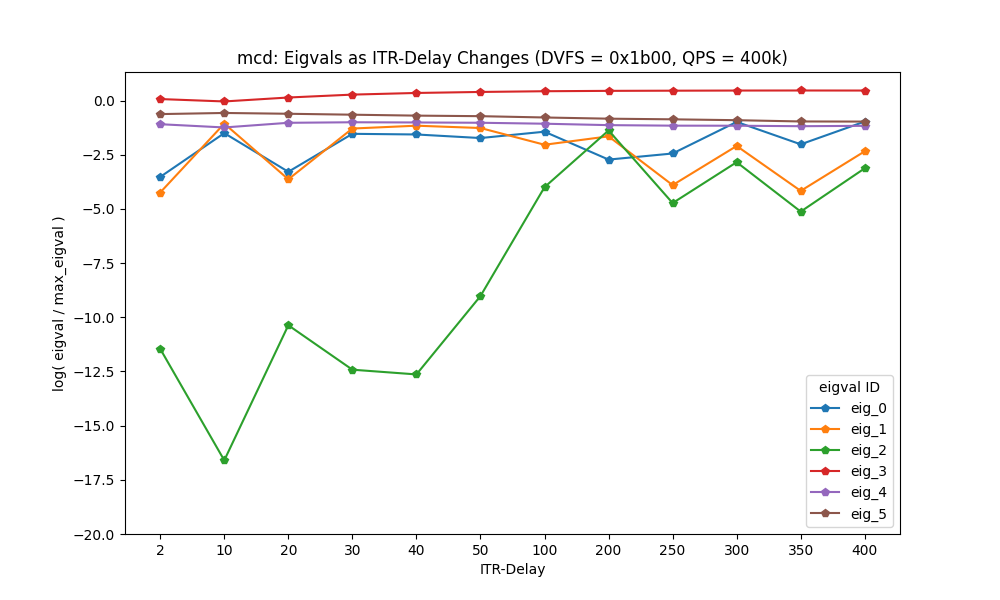 mcd: Eigvals as ITR-Delay Changes (DVFS = 0x1b00, QPS = 400k)
log( eigval / max_eigval )
0.0
−2.5
−5.0
−7.5
−10.0
−12.5
−15.0
−17.5
−20.0
eigval ID
eig_0
eig_1
eig_2
eig_3
eig_4
eig_5
2 10 20 30 40 50 100 200 250 300 350 400
ITR-Delay